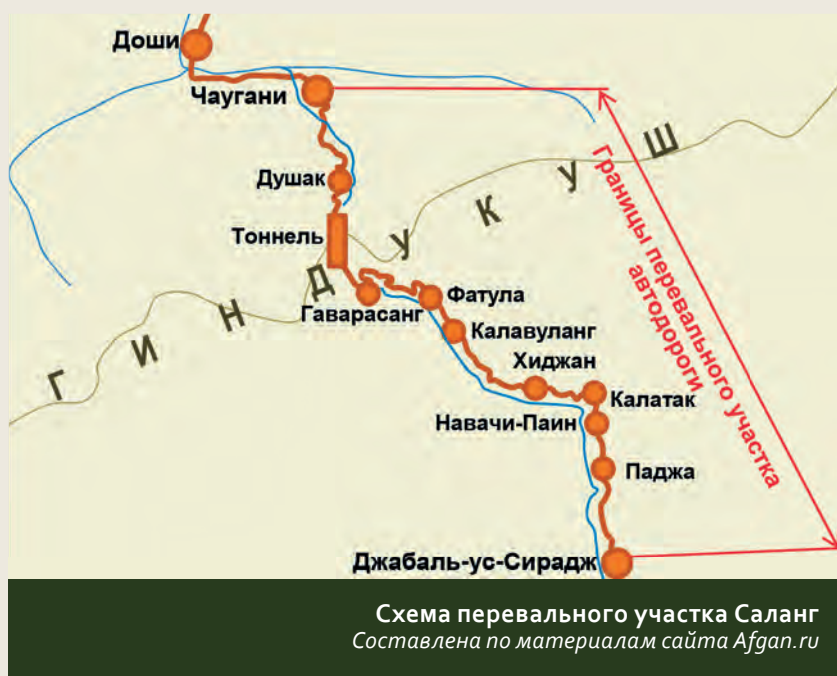 Доши
Чаугани
Душак
Тоннель
Гаварасанг
Фатула
Калавуланг
Хиджан
Калатак
Навачи-Паин
Паджа
Джабаль-ус-Сирадж
ГИНДУКУШ
Границы перевального участка
автодороги
Схема перевального участка Саланг
Составлена по материалам сайта Afgan.ru